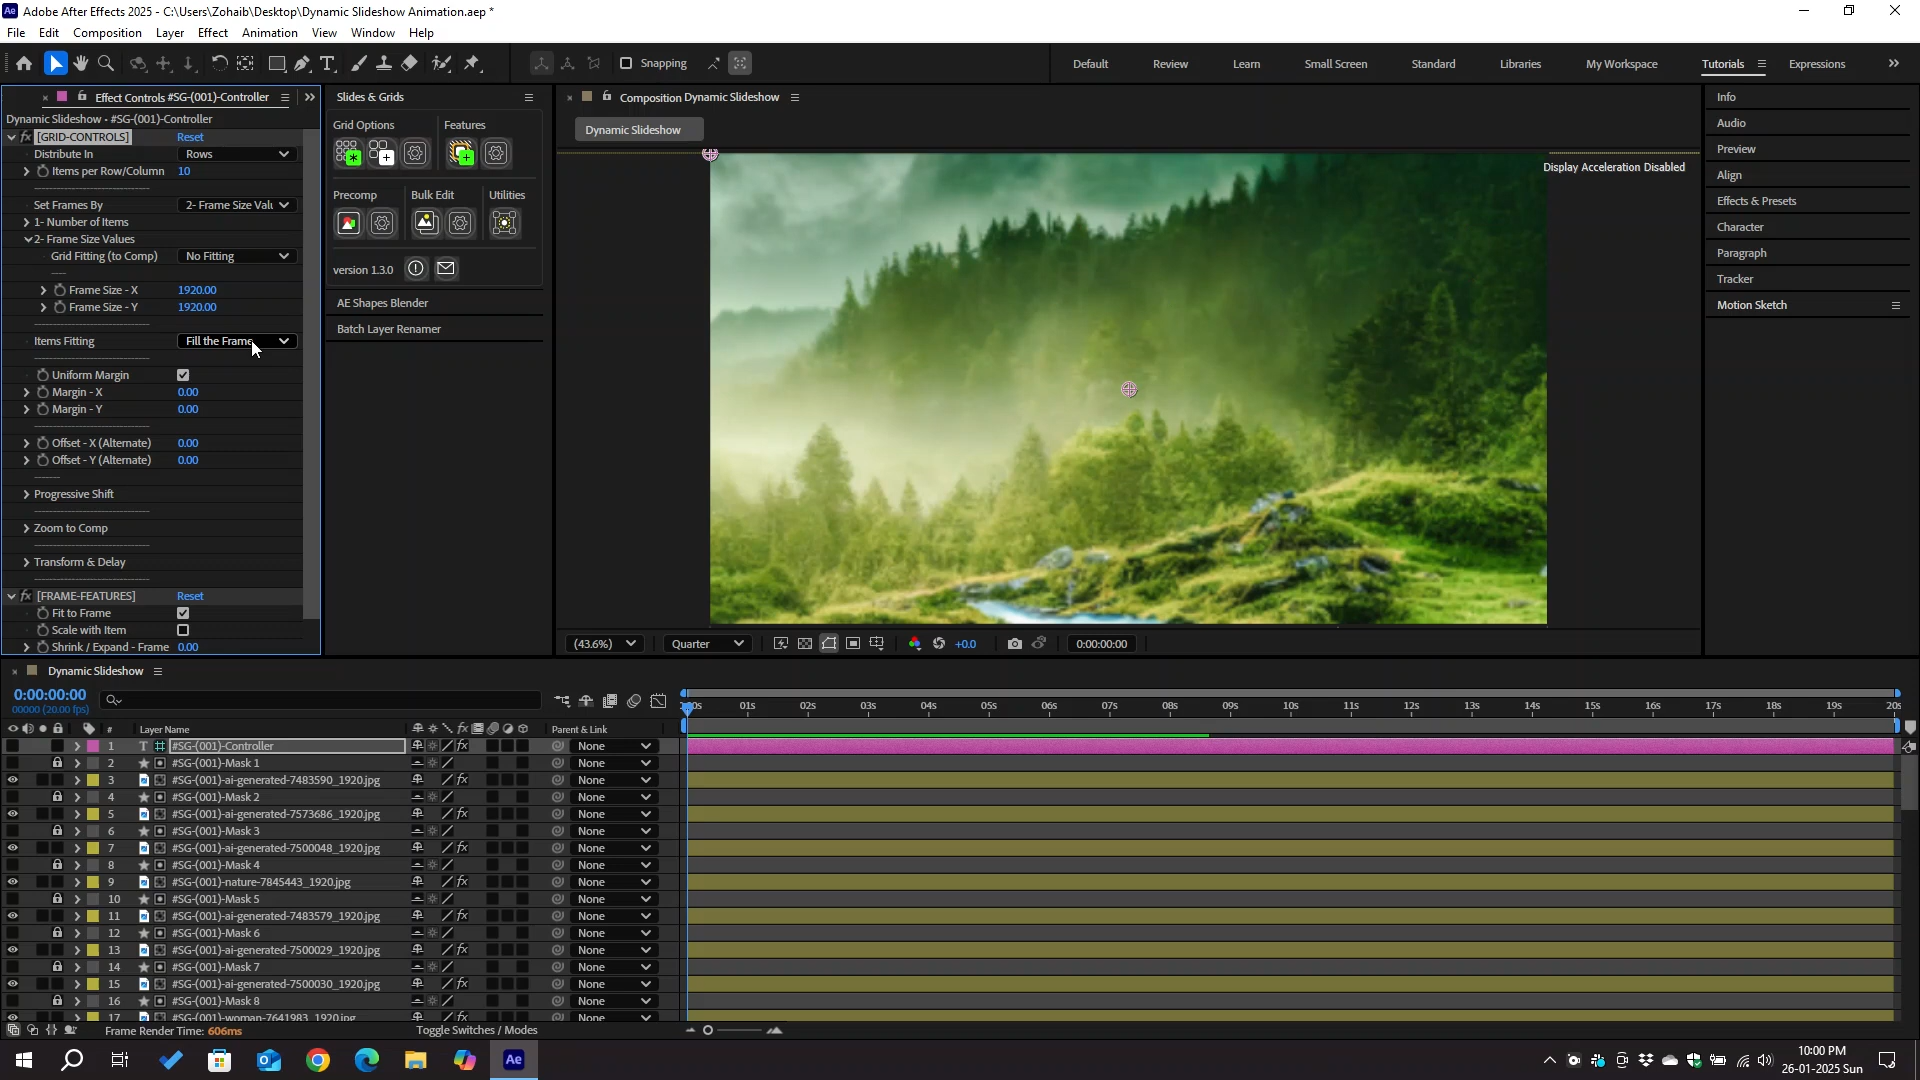 Adobe After Effects 2025 - C:\Users\Zohaib\Desktop\Dynamic Slideshow Animation.aep *
File Edit Composition Layer Effect Animation View Window Help
Snapping
Default Review Learn Small Screen Standard Libraries My Workspace Tutorials Expressions
Effect Controls #SG-(001)-Controller
Dynamic Slideshow - #SG-(001)-Controller
[GRID-CONTROLS] Reset
Distribute In Rows
Items per Row/Column 10
Set Frames By 2- Frame Size Valu
1- Number of Items
2- Frame Size Values
Grid Fitting (to Comp) No Fitting
Frame Size - X 1920.00
Frame Size - Y 1920.00
Items Fitting Fill the Frame
Uniform Margin
Margin - X 0.00
Margin - Y 0.00
Offset - X (Alternate) 0.00
Offset - Y (Alternate) 0.00
Progressive Shift
Zoom to Comp
Transform & Delay
[FRAME-FEATURES] Reset
Fit to Frame
Scale with Item
Shrink / Expand - Frame 0.00
Slides & Grids
Grid Options Features
Precomp Bulk Edit Utilities
version 1.3.0
AE Shapes Blender
Batch Layer Renamer
Composition Dynamic Slideshow
Dynamic Slideshow
Display Acceleration Disabled
(43.6%) Quarter +0.0 0:00:00:00
Info
Audio
Preview
Align
Effects & Presets
Character
Paragraph
Tracker
Motion Sketch
Dynamic Slideshow
0:00:00:00
00000 (20.00 fps)
01s 02s 03s 04s 05s 06s 07s 08s 09s 10s 11s 12s 13s 14s 15s 16s 17s 18s 19s 20s
# Layer Name Parent & Link
1 #SG-(001)-Controller None
2 #SG-(001)-Mask 1 None
3 #SG-(001)-ai-generated-7483590_1920.jpg None
4 #SG-(001)-Mask 2 None
5 #SG-(001)-ai-generated-7573686_1920.jpg None
6 #SG-(001)-Mask 3 None
7 #SG-(001)-ai-generated-7500048_1920.jpg None
8 #SG-(001)-Mask 4 None
9 #SG-(001)-nature-7845443_1920.jpg None
10 #SG-(001)-Mask 5 None
11 #SG-(001)-ai-generated-7483579_1920.jpg None
12 #SG-(001)-Mask 6 None
13 #SG-(001)-ai-generated-7500029_1920.jpg None
14 #SG-(001)-Mask 7 None
15 #SG-(001)-ai-generated-7500030_1920.jpg None
16 #SG-(001)-Mask 8 None
17 #SG-(001)-woman-7641983_1920.jpg None
Frame Render Time: 606ms Toggle Switches / Modes
10:00 PM
26-01-2025 Sun